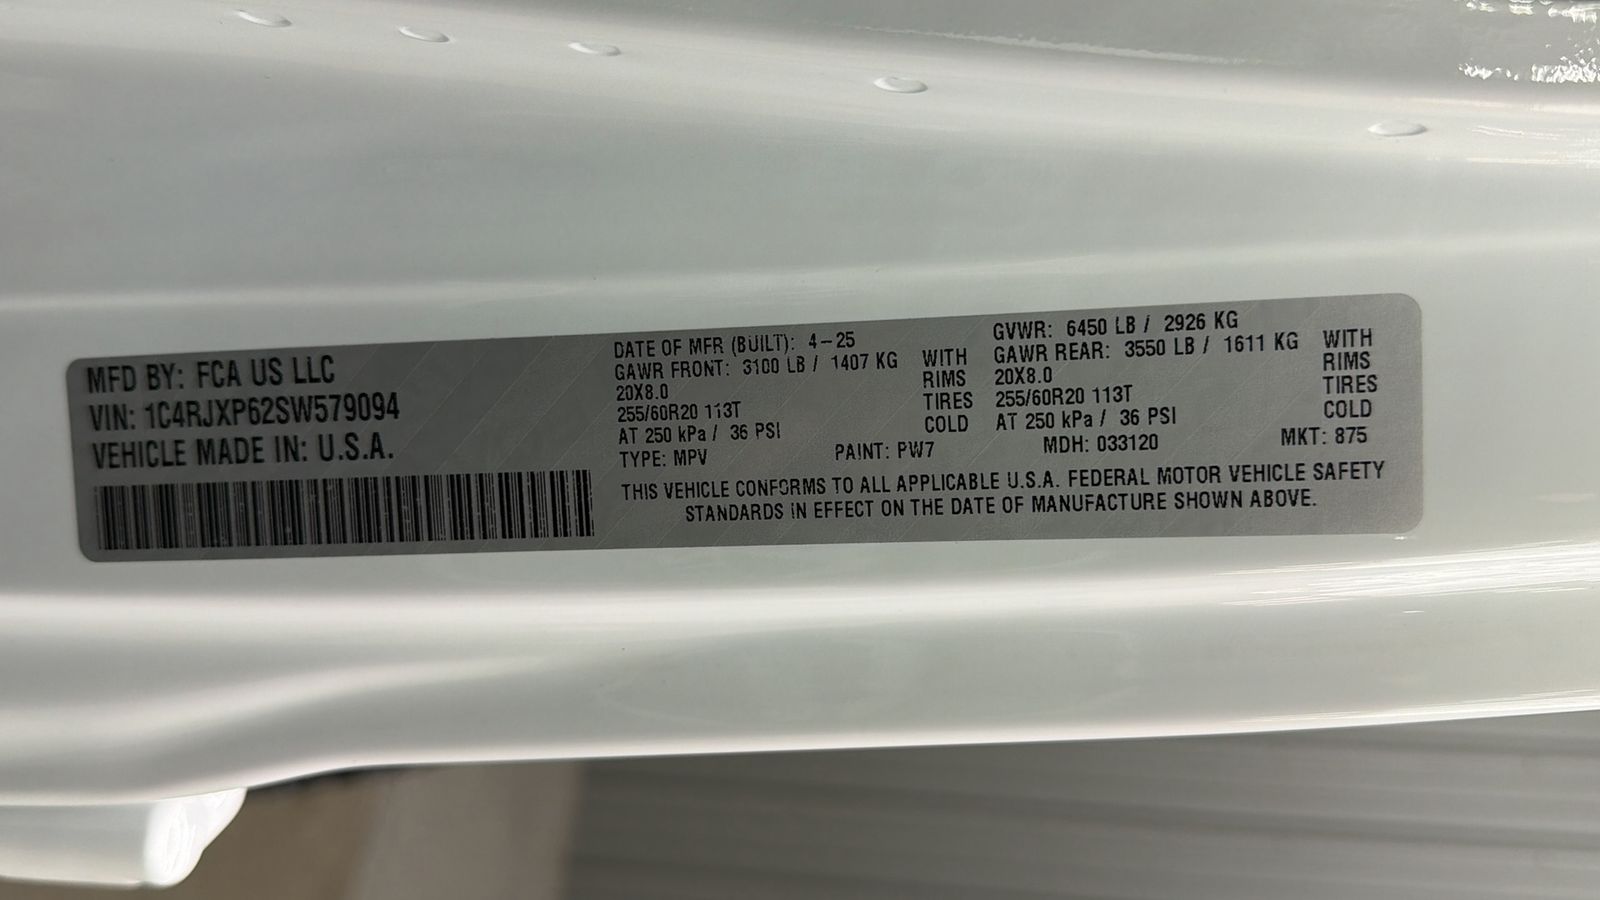 MFD BY: FCA US LLC
VIN: 1C4RJXP62SW579094
VEHICLE MADE IN: U.S.A.
DATE OF MFR (BUILT): 4-25
GAWR FRONT: 3100 LB / 1407 KG WITH
20X8.0 RIMS
255/60R20 113T TIRES
AT 250 kPa / 36 PSI COLD
GVWR: 6450 LB / 2926 KG
GAWR REAR: 3550 LB / 1611 KG WITH
20X8.0 RIMS
255/60R20 113T TIRES
AT 250 kPa / 36 PSI COLD
TYPE: MPV PAINT: PW7 MDH: 033120 MKT: 875
THIS VEHICLE CONFORMS TO ALL APPLICABLE U.S.A. FEDERAL MOTOR VEHICLE SAFETY
STANDARDS IN EFFECT ON THE DATE OF MANUFACTURE SHOWN ABOVE.